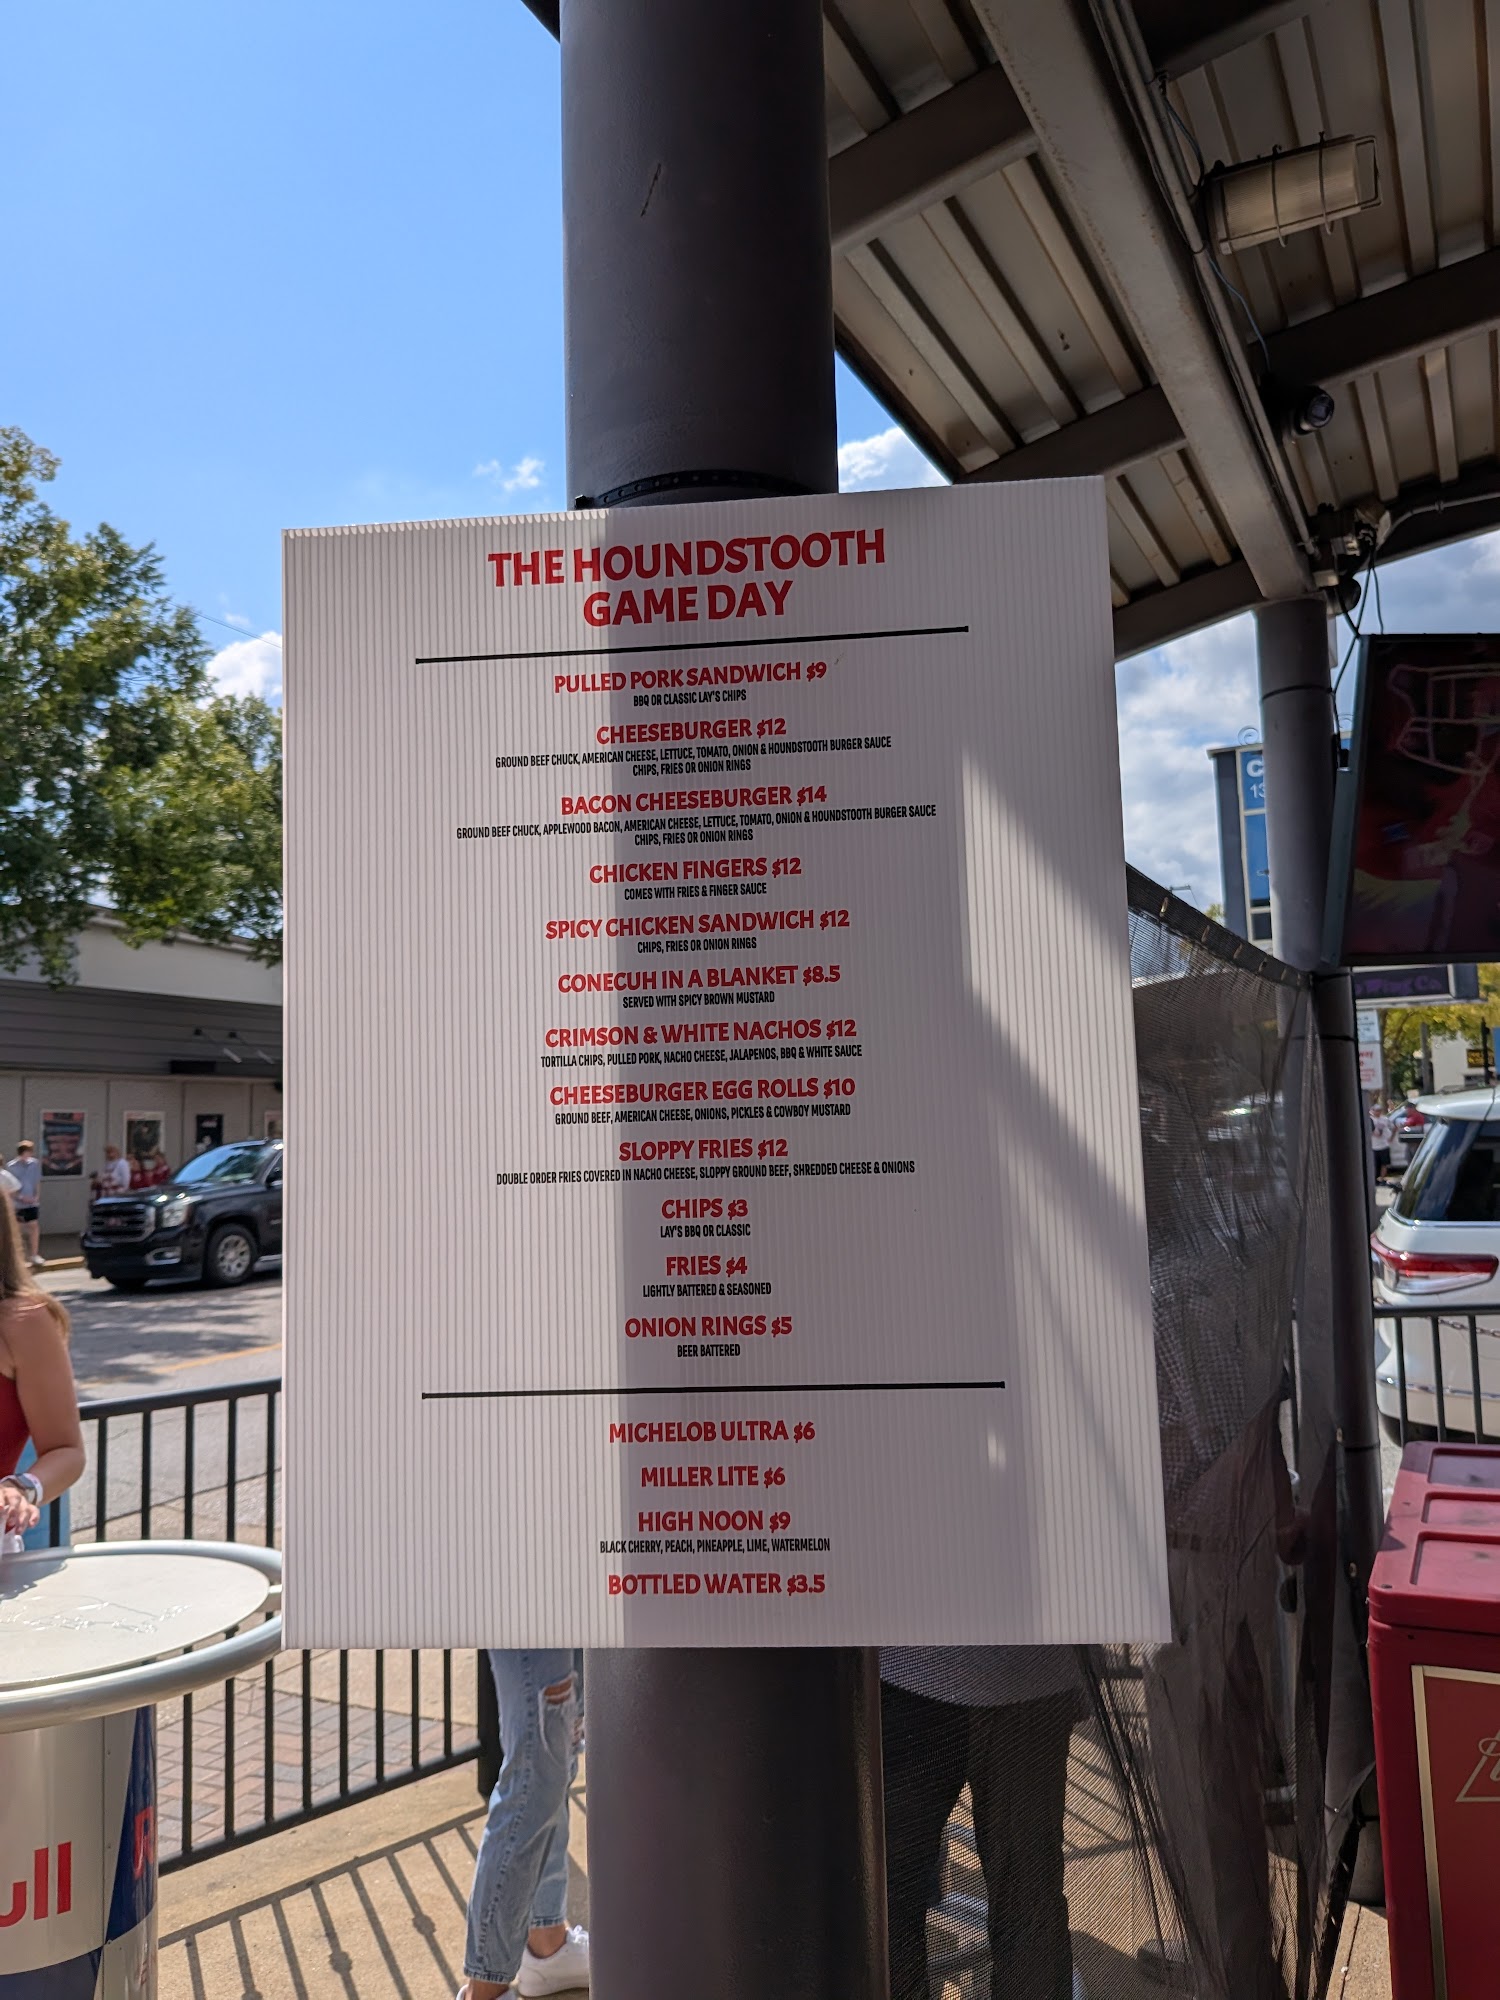 THE HOUNDSTOOTH
GAME DAY
PULLED PORK SANDWICH $9
BBQ OR CLASSIC LAY'S CHIPS
CHEESEBURGER $12
GROUND BEEF CHUCK, AMERICAN CHEESE, LETTUCE, TOMATO, ONION & HOUNDSTOOTH BURGER SAUCE
CHIPS, FRIES OR ONION RINGS
BACON CHEESEBURGER $14
GROUND BEEF CHUCK, APPLEWOOD BACON, AMERICAN CHEESE, LETTUCE, TOMATO, ONION & HOUNDSTOOTH BURGER SAUCE
CHIPS, FRIES OR ONION RINGS
CHICKEN FINGERS $12
COMES WITH FRIES & FINGER SAUCE
SPICY CHICKEN SANDWICH $12
CHIPS, FRIES OR ONION RINGS
CONECUH IN A BLANKET $8.5
SERVED WITH SPICY BROWN MUSTARD
CRIMSON & WHITE NACHOS $12
TORTILLA CHIPS, PULLED PORK, NACHO CHEESE, JALAPENOS, BBQ & WHITE SAUCE
CHEESEBURGER EGG ROLLS $10
GROUND BEEF, AMERICAN CHEESE, ONIONS, PICKLES & COWBOY MUSTARD
SLOPPY FRIES $12
DOUBLE ORDER FRIES COVERED IN NACHO CHEESE, SLOPPY GROUND BEEF, SHREDDED CHEESE & ONIONS
CHIPS $3
LAY'S BBQ OR CLASSIC
FRIES $4
LIGHTLY BATTERED & SEASONED
ONION RINGS $5
BEER BATTERED
MICHELOB ULTRA $6
MILLER LITE $6
HIGH NOON $9
BLACK CHERRY, PEACH, PINEAPPLE, LIME, WATERMELON
BOTTLED WATER $3.5
C
13
ull